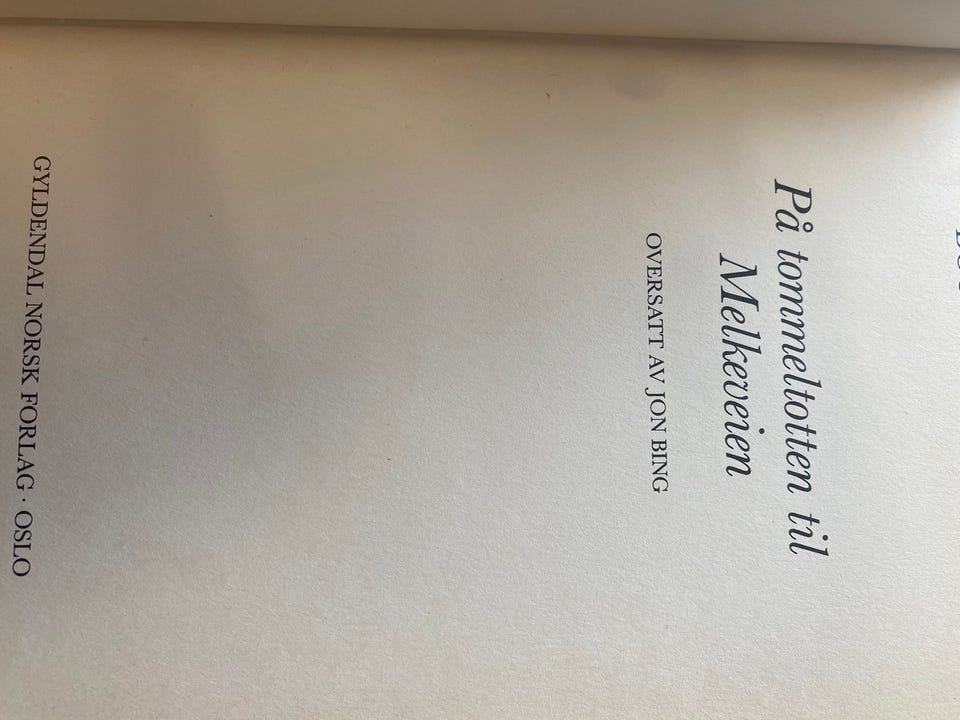 På tommeltotten til
Melkeveien
OVERSATT AV JON BING
GYLDENDAL NORSK FORLAG · OSLO